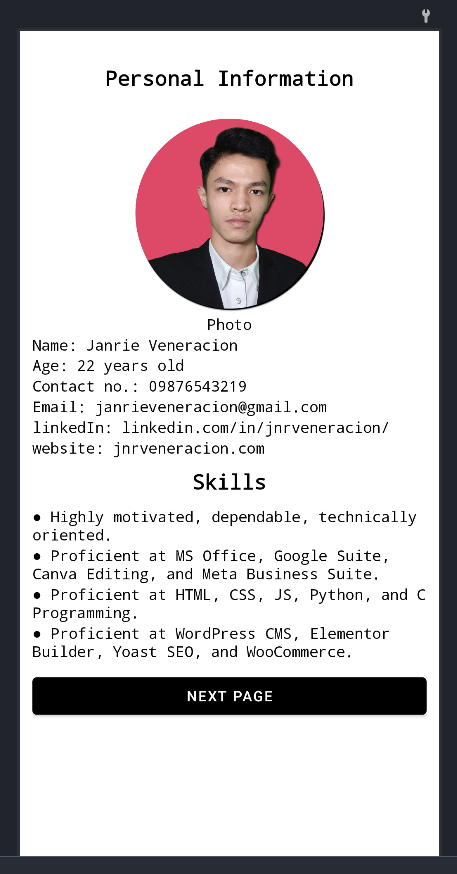 Personal Information
Photo
Name: Janrie Veneracion
Age: 22 years old
Contact no.: 09876543219
Email: janrieveneracion@gmail.com
linkedIn: linkedin.com/in/jnrveneracion/
website: jnrveneracion.com
Skills
● Highly motivated, dependable, technically
oriented.
● Proficient at MS Office, Google Suite,
Canva Editing, and Meta Business Suite.
● Proficient at HTML, CSS, JS, Python, and C
Programming.
● Proficient at WordPress CMS, Elementor
Builder, Yoast SEO, and WooCommerce.
NEXT PAGE